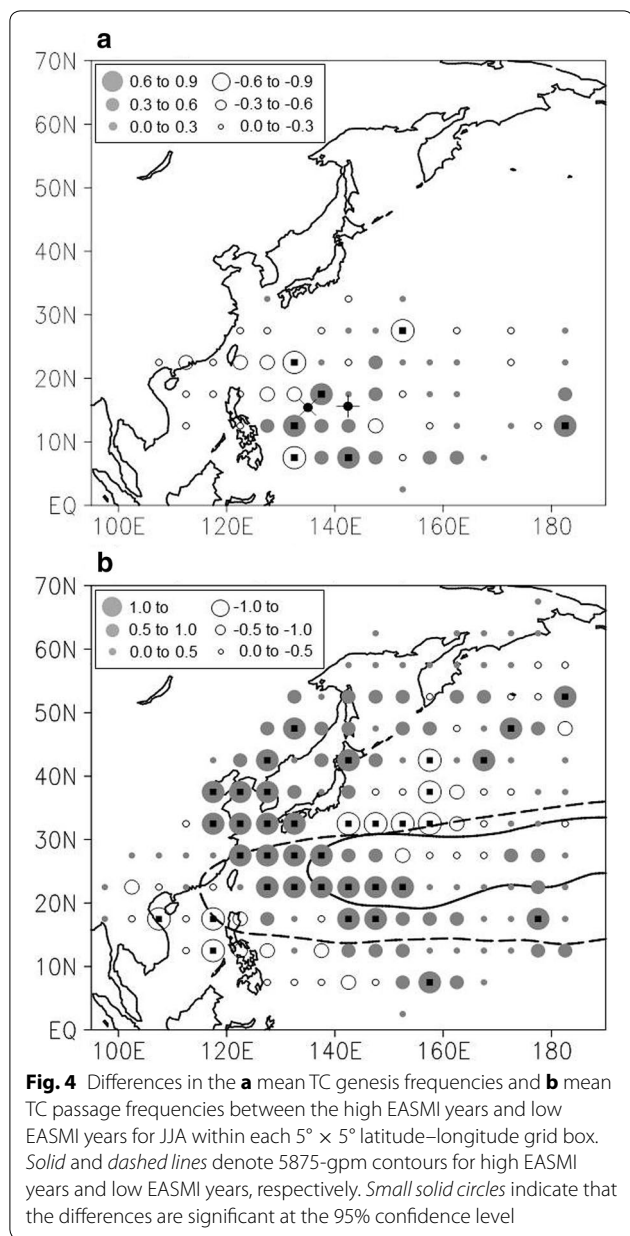 a
70N
60N
50N
40N
30N
20N
10N
EQ
0.6 to 0.9 -0.6 to -0.9
0.3 to 0.6 -0.3 to -0.6
0.0 to 0.3 0.0 to -0.3
100E 120E 140E 160E 180
b
70N
60N
50N
40N
30N
20N
10N
EQ
1.0 to -1.0 to
0.5 to 1.0 -0.5 to -1.0
0.0 to 0.5 0.0 to -0.5
100E 120E 140E 160E 180
Fig. 4 Differences in the a mean TC genesis frequencies and b mean
TC passage frequencies between the high EASMI years and low
EASMI years for JJA within each 5° × 5° latitude–longitude grid box.
Solid and dashed lines denote 5875-gpm contours for high EASMI
years and low EASMI years, respectively. Small solid circles indicate that
the differences are significant at the 95% confidence level